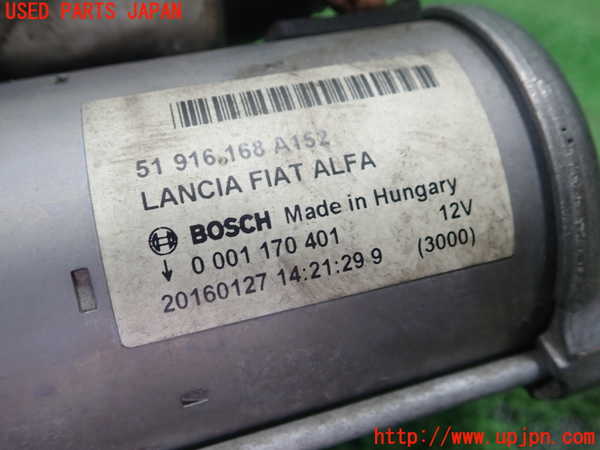 USED PARTS JAPAN
51 916 168 A152
LANCIA FIAT ALFA
BOSCH Made in Hungary
0 001 170 401 12V
20160127 14:21:29 9 (3000)
UPJ
http://www.upjpn.com